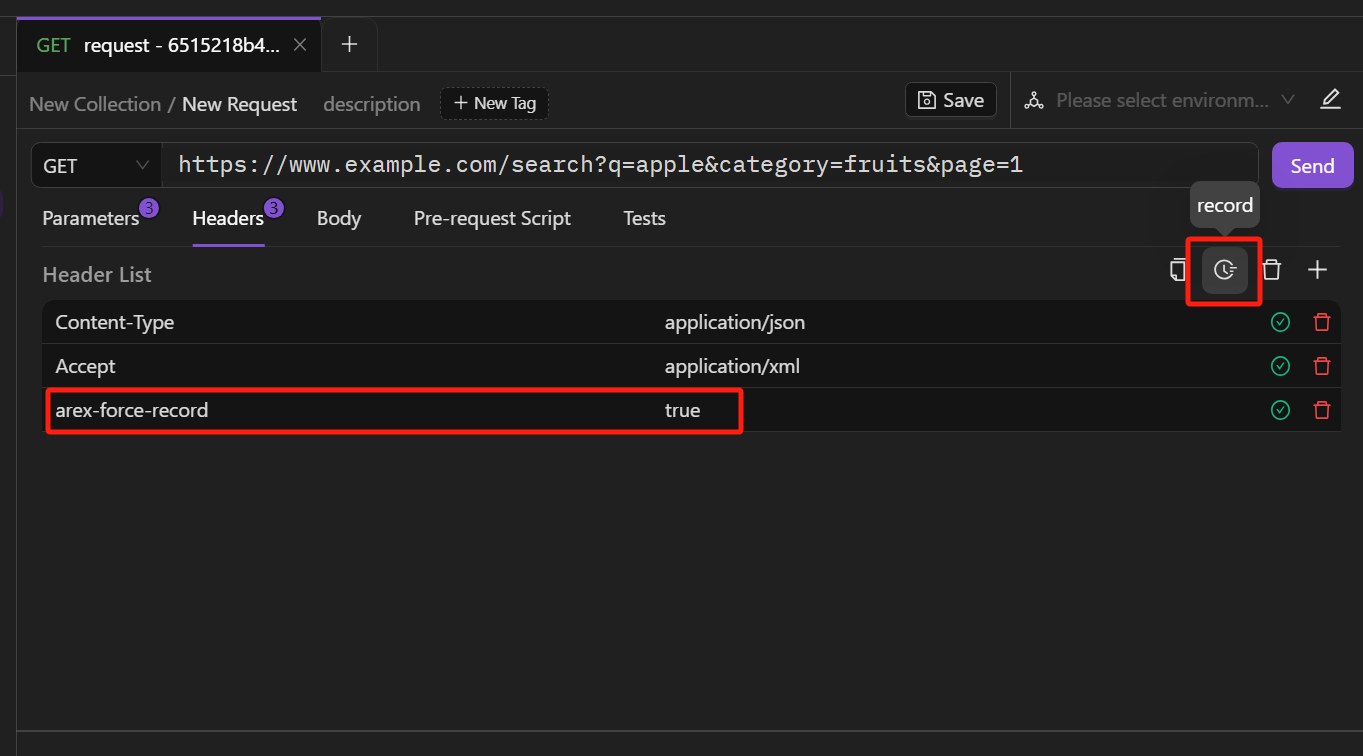 GET request - 6515218b4...
New Collection / New Request description + New Tag Save Please select environm...
GET https://www.example.com/search?q=apple&category=fruits&page=1 Send
record
Parameters 3 Headers 3 Body Pre-request Script Tests
Header List
Content-Type application/json
Accept application/xml
arex-force-record true